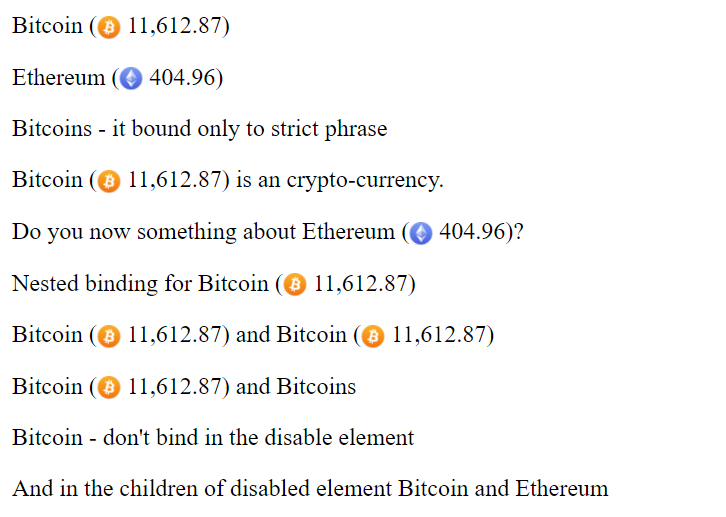 Bitcoin (₿ 11,612.87)
Ethereum ( 404.96)
Bitcoins - it bound only to strict phrase
Bitcoin (₿ 11,612.87) is an crypto-currency.
Do you now something about Ethereum ( 404.96)?
Nested binding for Bitcoin (₿ 11,612.87)
Bitcoin (₿ 11,612.87) and Bitcoin (₿ 11,612.87)
Bitcoin (₿ 11,612.87) and Bitcoins
Bitcoin - don't bind in the disable element
And in the children of disabled element Bitcoin and Ethereum